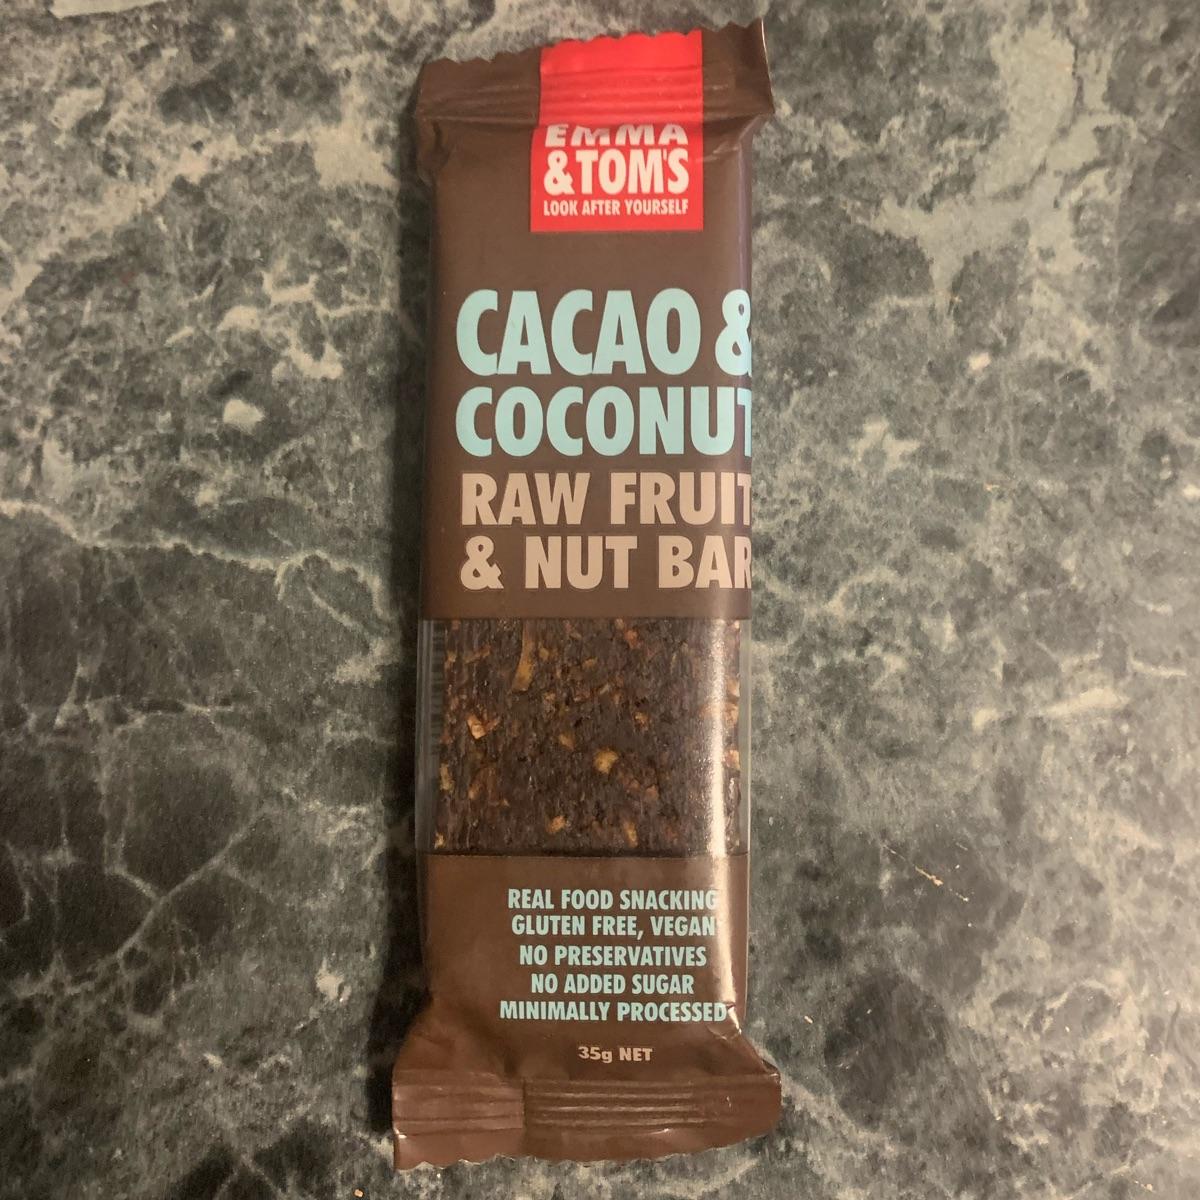 EMMA
& TOM'S
LOOK AFTER YOURSELF
CACAO &
COCONUT
RAW FRUIT
& NUT BAR
REAL FOOD SNACKING
GLUTEN FREE, VEGAN
NO PRESERVATIVES
NO ADDED SUGAR
MINIMALLY PROCESSED
35g NET